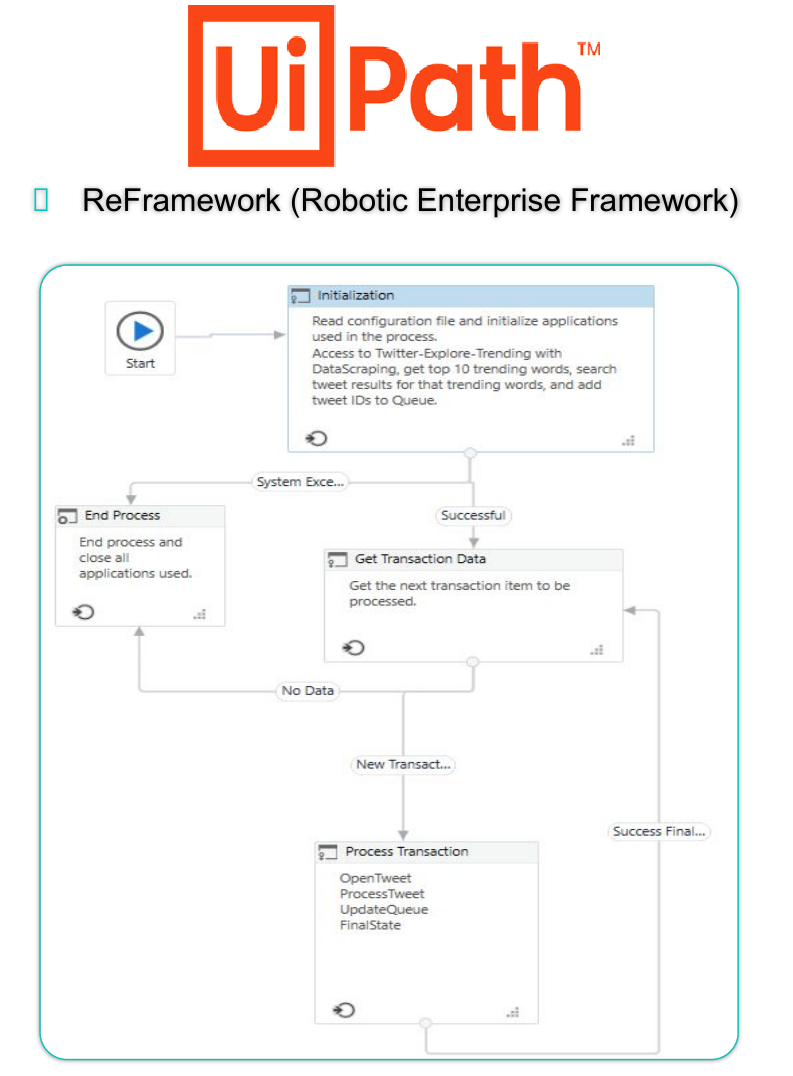 UiPath™
ReFramework (Robotic Enterprise Framework)
Initialization
Read configuration file and initialize applications
used in the process.
Access to Twitter-Explore-Trending with
DataScraping, get top 10 trending words, search
tweet results for that trending words, and add
tweet IDs to Queue.
Start
System Exce...
Successful
End Process
End process and
close all
applications used.
Get Transaction Data
Get the next transaction item to be
processed.
No Data
New Transact...
Success Final...
Process Transaction
OpenTweet
ProcessTweet
UpdateQueue
FinalState